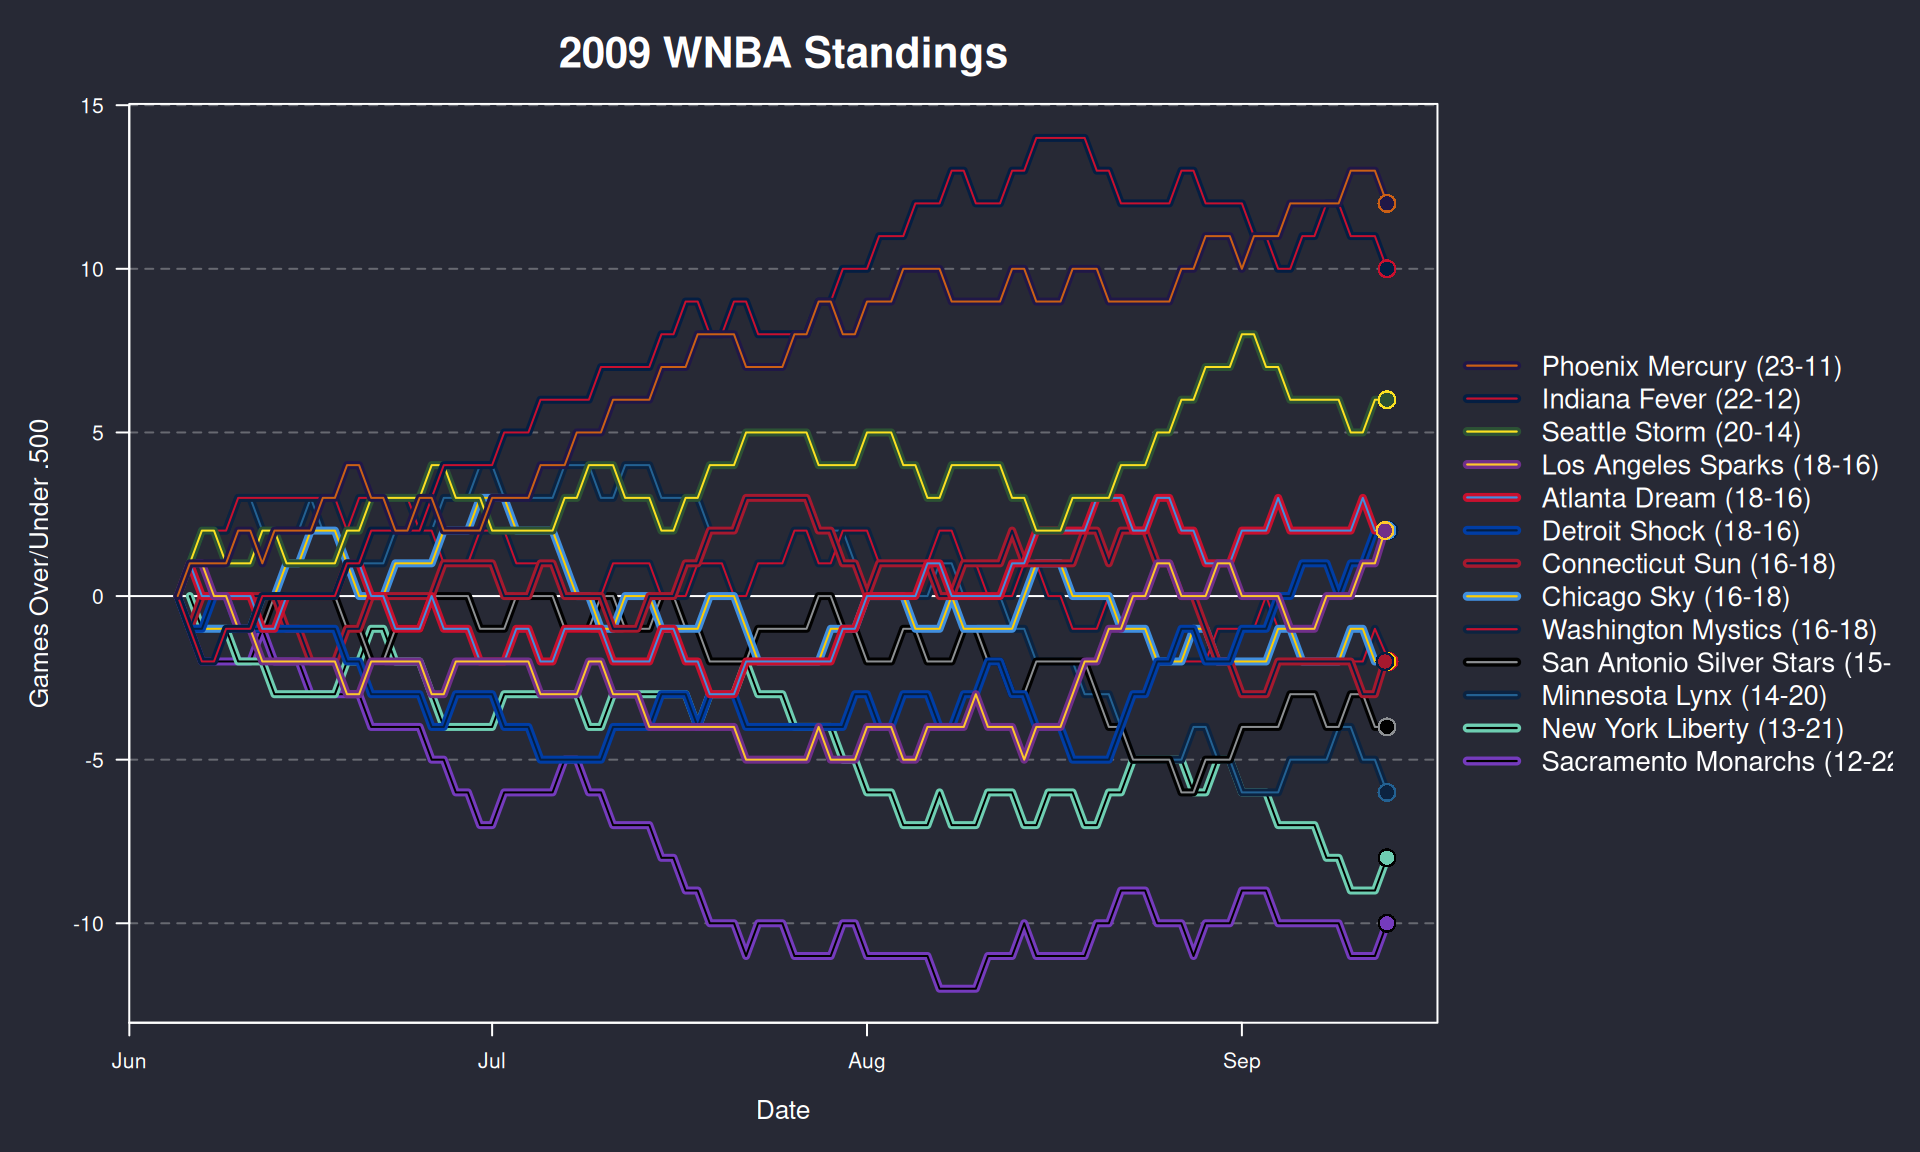 2009 WNBA Standings
15
10
5
0
-5
-10
Games Over/Under .500
Jun
Jul
Aug
Sep
Date
Phoenix Mercury (23-11)
Indiana Fever (22-12)
Seattle Storm (20-14)
Los Angeles Sparks (18-16)
Atlanta Dream (18-16)
Detroit Shock (18-16)
Connecticut Sun (16-18)
Chicago Sky (16-18)
Washington Mystics (16-18)
San Antonio Silver Stars (15-
Minnesota Lynx (14-20)
New York Liberty (13-21)
Sacramento Monarchs (12-22